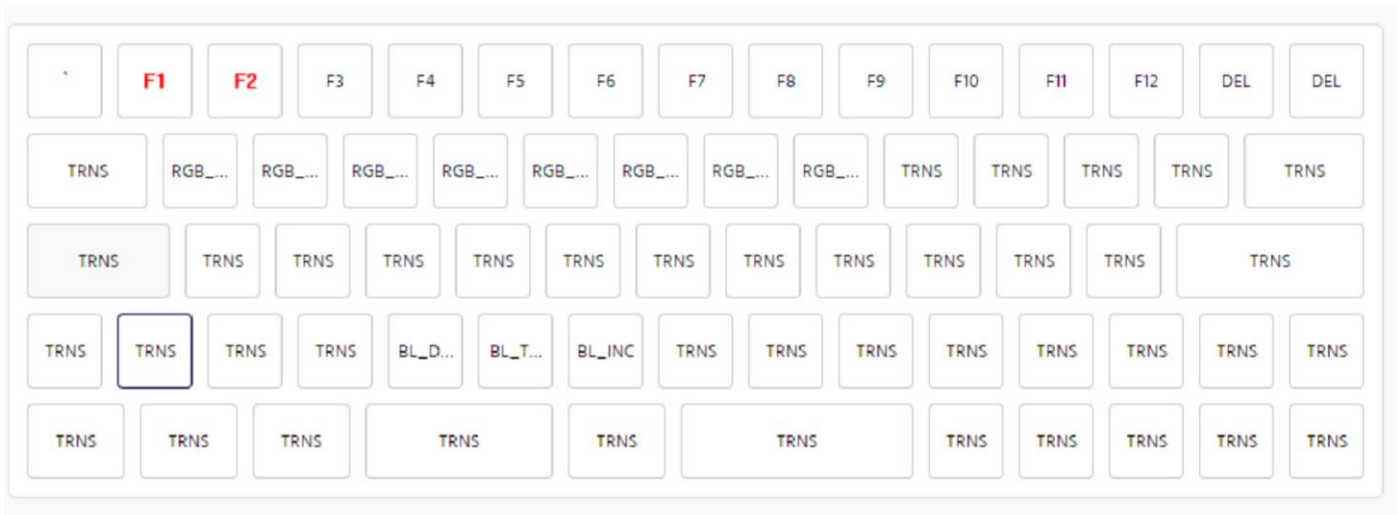 ` F1 F2 F3 F4 F5 F6 F7 F8 F9 F10 F11 F12 DEL DEL
TRNS RGB_... RGB_... RGB_... RGB_... RGB_... RGB_... RGB_... RGB_... TRNS TRNS TRNS TRNS TRNS
TRNS TRNS TRNS TRNS TRNS TRNS TRNS TRNS TRNS TRNS TRNS TRNS TRNS
TRNS TRNS TRNS TRNS BL_D... BL_T... BL_INC TRNS TRNS TRNS TRNS TRNS TRNS TRNS
TRNS TRNS TRNS TRNS TRNS TRNS TRNS TRNS TRNS TRNS TRNS